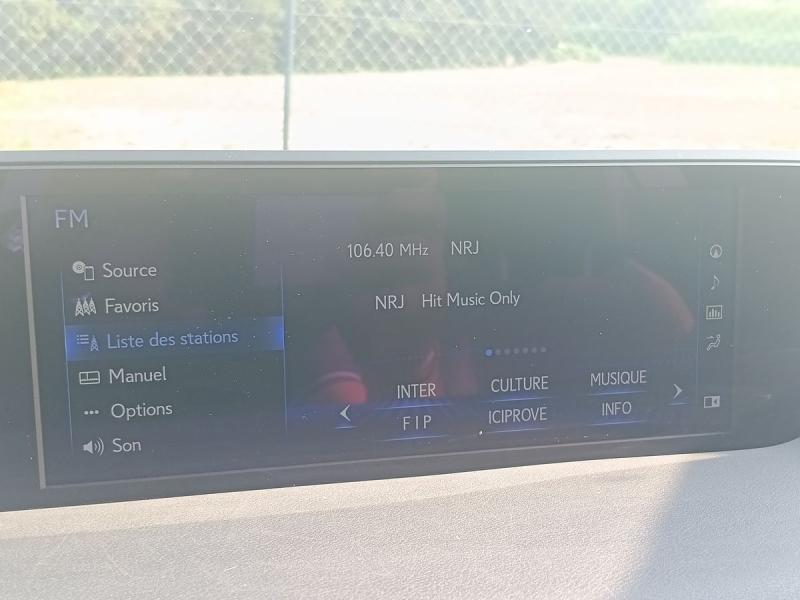 FM
106.40 MHz NRJ
NRJ Hit Music Only
Source
Favoris
Liste des stations
Manuel
Options
Son
INTER CULTURE MUSIQUE
FIP ICIPROVE INFO